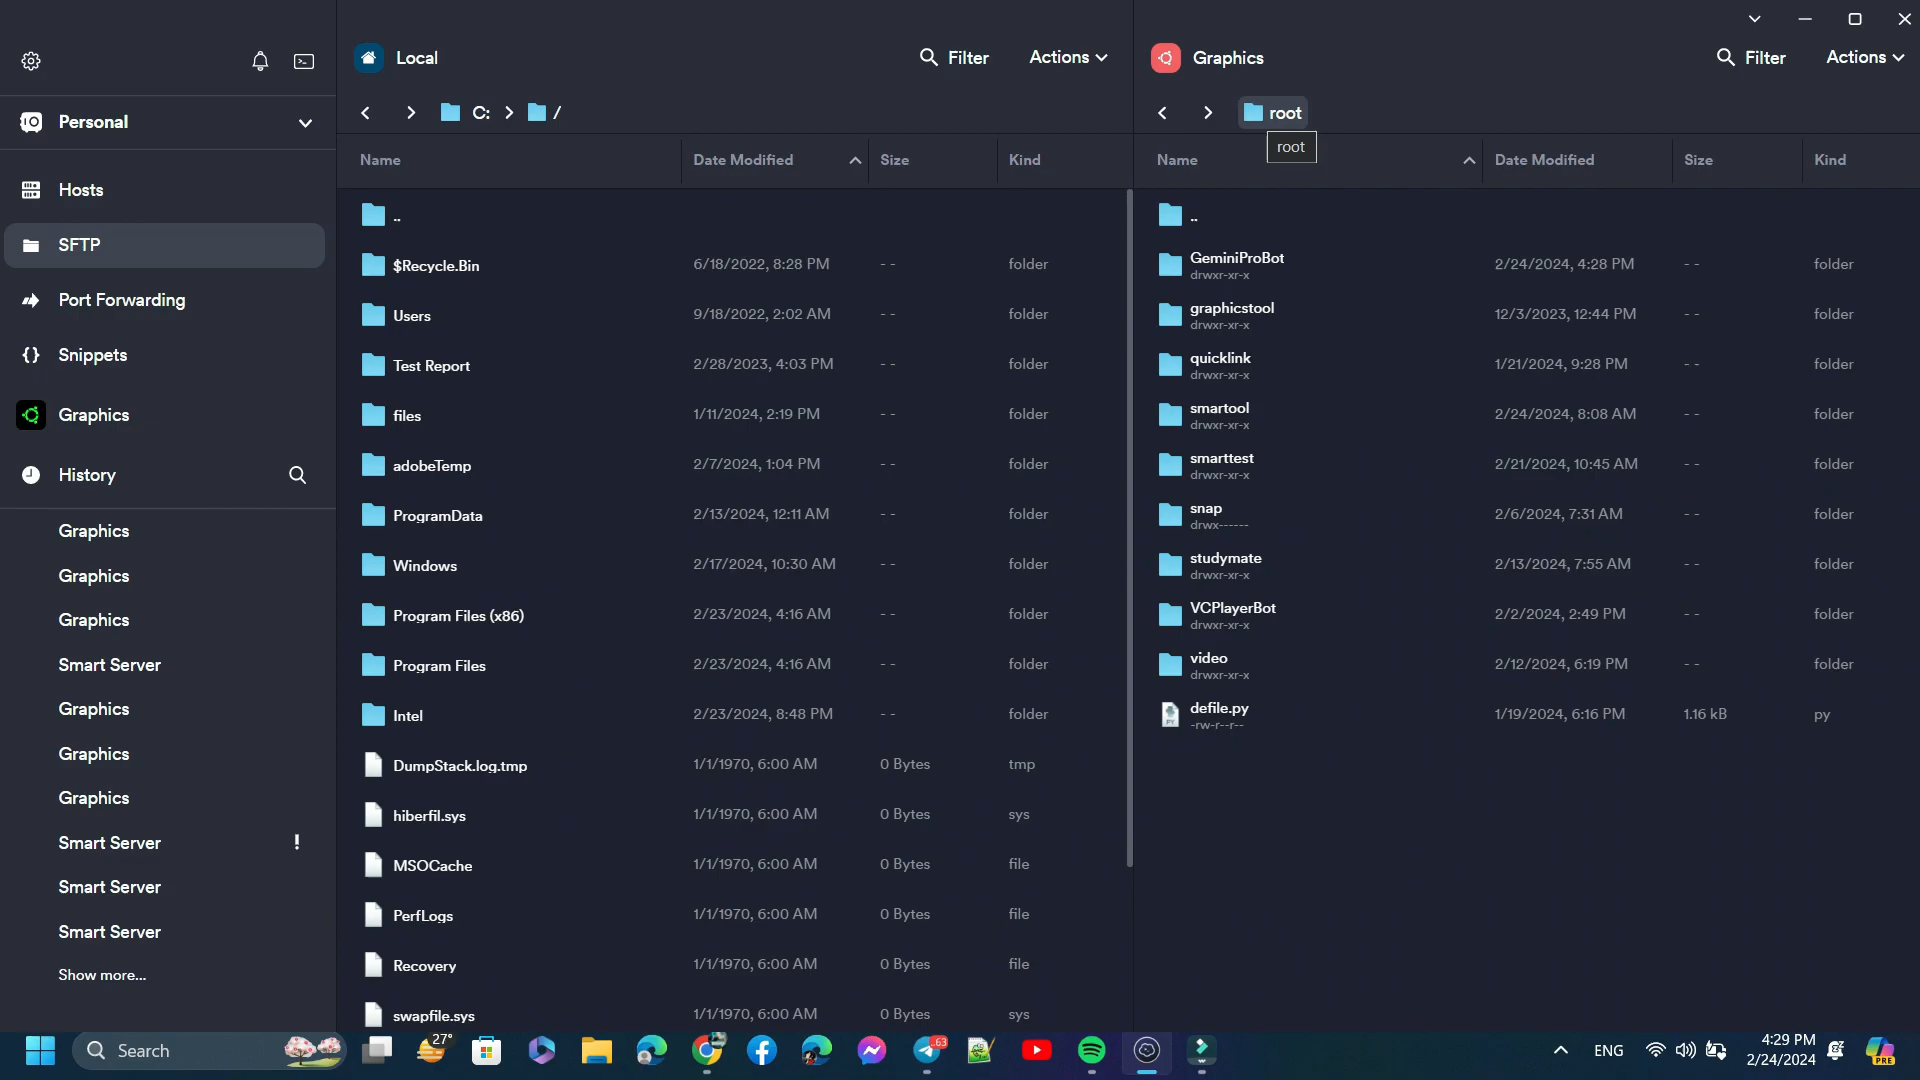 Local
Filter
Actions
Graphics
Filter
Actions
Personal
C:
/
root
root
Name
Date Modified
Size
Kind
Name
Date Modified
Size
Kind
Hosts
SFTP
Port Forwarding
Snippets
Graphics
History
Graphics
Graphics
Graphics
Smart Server
Graphics
Graphics
Graphics
Smart Server !
Smart Server
Smart Server
Show more...
..
$Recycle.Bin 6/18/2022, 8:28 PM - - folder
Users 9/18/2022, 2:02 AM - - folder
Test Report 2/28/2023, 4:03 PM - - folder
files 1/11/2024, 2:19 PM - - folder
adobeTemp 2/7/2024, 1:04 PM - - folder
ProgramData 2/13/2024, 12:11 AM - - folder
Windows 2/17/2024, 10:30 AM - - folder
Program Files (x86) 2/23/2024, 4:16 AM - - folder
Program Files 2/23/2024, 4:16 AM - - folder
Intel 2/23/2024, 8:48 PM - - folder
DumpStack.log.tmp 1/1/1970, 6:00 AM 0 Bytes tmp
hiberfil.sys 1/1/1970, 6:00 AM 0 Bytes sys
MSOCache 1/1/1970, 6:00 AM 0 Bytes file
PerfLogs 1/1/1970, 6:00 AM 0 Bytes file
Recovery 1/1/1970, 6:00 AM 0 Bytes file
swapfile.sys 1/1/1970, 6:00 AM 0 Bytes sys
..
GeminiProBot 2/24/2024, 4:28 PM - - folder
drwxr-xr-x
graphicstool 12/3/2023, 12:44 PM - - folder
drwxr-xr-x
quicklink 1/21/2024, 9:28 PM - - folder
drwxr-xr-x
smartool 2/24/2024, 8:08 AM - - folder
drwxr-xr-x
smarttest 2/21/2024, 10:45 AM - - folder
drwxr-xr-x
snap 2/6/2024, 7:31 AM - - folder
drwx------
studymate 2/13/2024, 7:55 AM - - folder
drwxr-xr-x
VCPlayerBot 2/2/2024, 2:49 PM - - folder
drwxr-xr-x
video 2/12/2024, 6:19 PM - - folder
drwxr-xr-x
defile.py 1/19/2024, 6:16 PM 1.16 kB py
-rw-r--r--
Search
27°
63
ENG
4:29 PM
2/24/2024
PRE